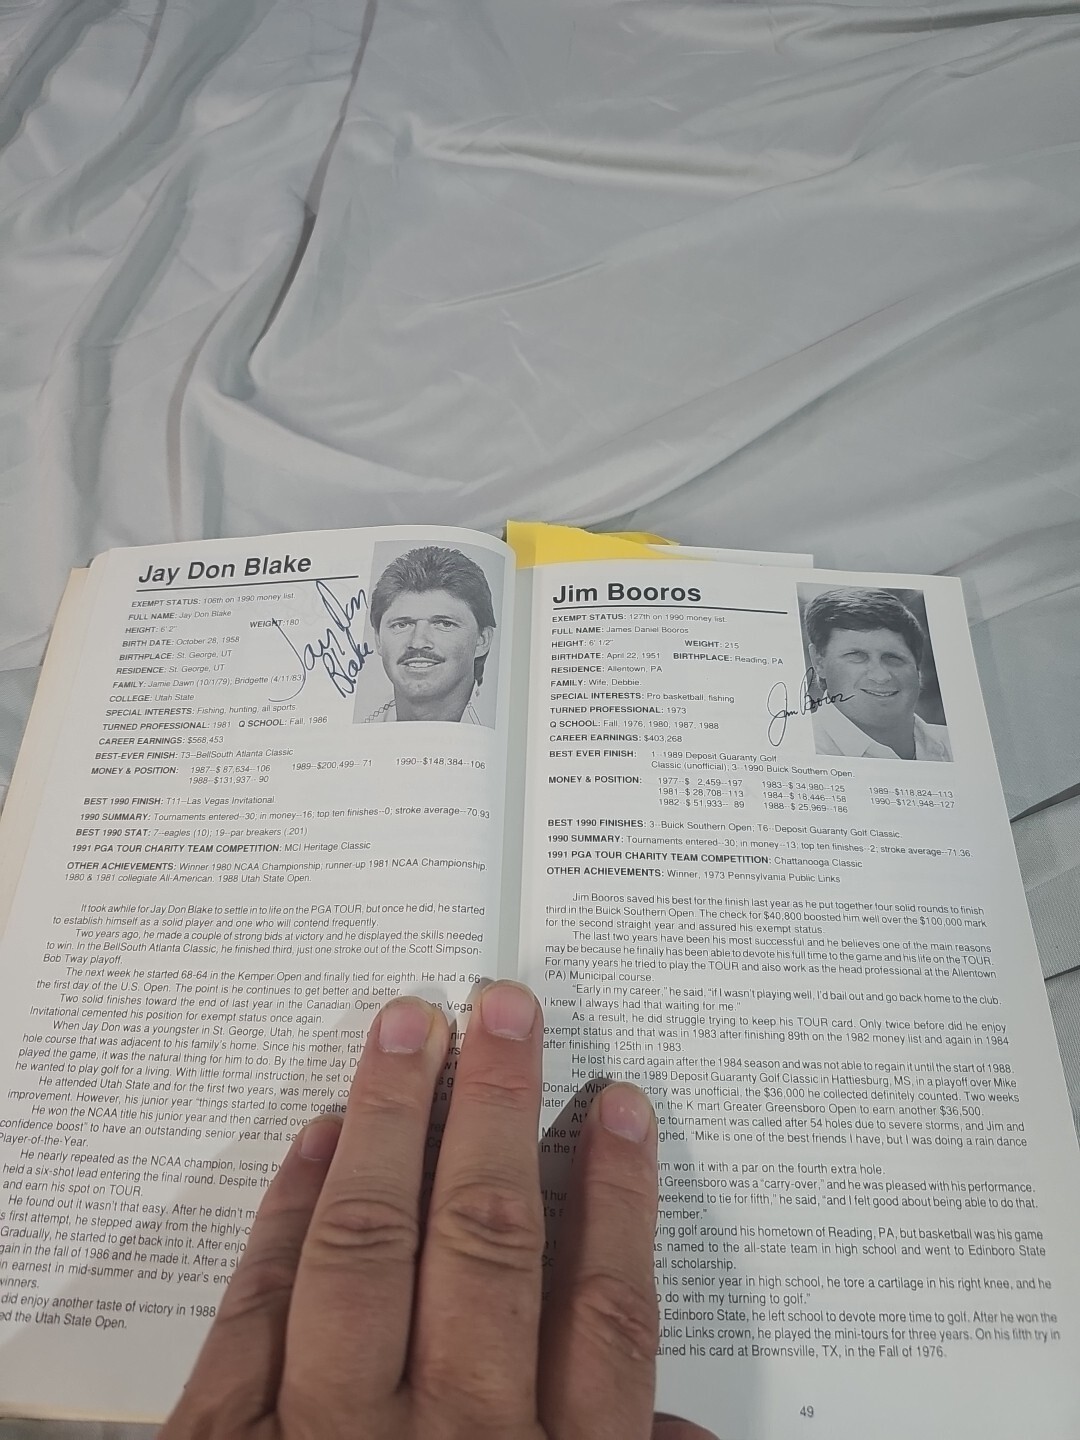 Jay Don Blake
EXEMPT STATUS: 106th on 1990 money list
FULL NAME: Jay Don Blake
HEIGHT: 6'2" WEIGHT: 180
BIRTH DATE: October 28, 1958
BIRTHPLACE: St. George, UT
RESIDENCE: St. George, UT
FAMILY: Jamie Dawn (10/1/79); Bridgette (4/11/83)
COLLEGE: Utah State
SPECIAL INTERESTS: Fishing, hunting, all sports
TURNED PROFESSIONAL: 1981 Q SCHOOL: Fall, 1986
CAREER EARNINGS: $568,453
BEST-EVER FINISH: T3--BellSouth Atlanta Classic
MONEY & POSITION: 1987--$ 87,634--106 1989--$200,499-- 71 1990--$148,384--106
1988--$131,937-- 90
BEST 1990 FINISH: T11--Las Vegas Invitational
1990 SUMMARY: Tournaments entered--30; in money--16; top ten finishes--0; stroke average--70.93
BEST 1990 STAT: 7--eagles (10); 19--par breakers (.201)
1991 PGA TOUR CHARITY TEAM COMPETITION: MCI Heritage Classic
OTHER ACHIEVEMENTS: Winner 1980 NCAA Championship; runner-up 1981 NCAA Championship
1980 & 1981 collegiate All-American. 1988 Utah State Open.
Jay Don
Blake
It took awhile for Jay Don Blake to settle in to life on the PGA TOUR, but once he did, he started
to establish himself as a solid player and one who will contend frequently.
Two years ago, he made a couple of strong bids at victory and he displayed the skills needed
to win. In the BellSouth Atlanta Classic, he finished third, just one stroke out of the Scott Simpson-
Bob Tway playoff.
The next week he started 68-64 in the Kemper Open and finally tied for eighth. He had a 66
the first day of the U.S. Open. The point is he continues to get better and better.
Two solid finishes toward the end of last year in the Canadian Open Vega
Invitational cemented his position for exempt status once again.
When Jay Don was a youngster in St. George, Utah, he spent most
hole course that was adjacent to his family's home. Since his mother, fath
played the game, it was the natural thing for him to do. By the time Jay Do
he wanted to play golf for a living. With little formal instruction, he set ou
He attended Utah State and for the first two years, was merely co
improvement. However, his junior year "things started to come togethe
He won the NCAA title his junior year and then carried over
confidence boost" to have an outstanding senior year that sa
Player-of-the-Year.
He nearly repeated as the NCAA champion, losing by
held a six-shot lead entering the final round. Despite th
and earn his spot on TOUR.
He found out it wasn't that easy. After he didn't m
s first attempt, he stepped away from the highly-c
Gradually, he started to get back into it. After enjo
gain in the fall of 1986 and he made it. After a sl
n earnest in mid-summer and by year's end
winners.
did enjoy another taste of victory in 1988
ed the Utah State Open.
Jim Booros
EXEMPT STATUS: 127th on 1990 money list
FULL NAME: James Daniel Booros
HEIGHT: 6'1/2" WEIGHT: 215
BIRTHDATE: April 22, 1951 BIRTHPLACE: Reading, PA
RESIDENCE: Allentown, PA
FAMILY: Wife, Debbie
SPECIAL INTERESTS: Pro basketball, fishing
TURNED PROFESSIONAL: 1973
Q SCHOOL: Fall, 1976, 1980, 1987, 1988
CAREER EARNINGS: $403,268
BEST EVER FINISH: 1--1989 Deposit Guaranty Golf
Classic (unofficial); 3--1990 Buick Southern Open.
MONEY & POSITION: 1977--$ 2,459--197 1983--$ 34,980--125 1989--$118,824--113
1981--$ 28,708--113 1984--$ 18,446--158 1990--$121,948--127
1982--$ 51,933-- 89 1988--$ 25,969--186
BEST 1990 FINISHES: 3--Buick Southern Open; T6--Deposit Guaranty Golf Classic.
1990 SUMMARY: Tournaments entered--30; in money--13; top ten finishes--2; stroke average--71.36
1991 PGA TOUR CHARITY TEAM COMPETITION: Chattanooga Classic
OTHER ACHIEVEMENTS: Winner, 1973 Pennsylvania Public Links
Jim Booros
Jim Booros saved his best for the finish last year as he put together four solid rounds to finish
third in the Buick Southern Open. The check for $40,800 boosted him well over the $100,000 mark
for the second straight year and assured his exempt status.
The last two years have been his most successful and he believes one of the main reasons
may be because he finally has been able to devote his full time to the game and his life on the TOUR.
For many years he tried to play the TOUR and also work as the head professional at the Allentown
(PA) Municipal course.
"Early in my career," he said, "if I wasn't playing well, I'd bail out and go back home to the club.
I knew I always had that waiting for me."
As a result, he did struggle trying to keep his TOUR card. Only twice before did he enjoy
exempt status and that was in 1983 after finishing 89th on the 1982 money list and again in 1984
after finishing 125th in 1983.
He lost his card again after the 1984 season and was not able to regain it until the start of 1988.
He did win the 1989 Deposit Guaranty Golf Classic in Hattiesburg, MS, in a playoff over Mike
Donald. Whi ctory was unofficial, the $36,000 he collected definitely counted. Two weeks
later, he in the K mart Greater Greensboro Open to earn another $36,500.
At e tournament was called after 54 holes due to severe storms, and Jim and
Mike we ghed, "Mike is one of the best friends I have, but I was doing a rain dance
in the
im won it with a par on the fourth extra hole.
t Greensboro was a "carry-over," and he was pleased with his performance.
"I hu weekend to tie for fifth," he said, "and I felt good about being able to do that.
member."
ying golf around his hometown of Reading, PA, but basketball was his game
s named to the all-state team in high school and went to Edinboro State
all scholarship.
n his senior year in high school, he tore a cartilage in his right knee, and he
o do with my turning to golf."
t Edinboro State, he left school to devote more time to golf. After he won the
ublic Links crown, he played the mini-tours for three years. On his fifth try in
ained his card at Brownsville, TX, in the Fall of 1976.
49